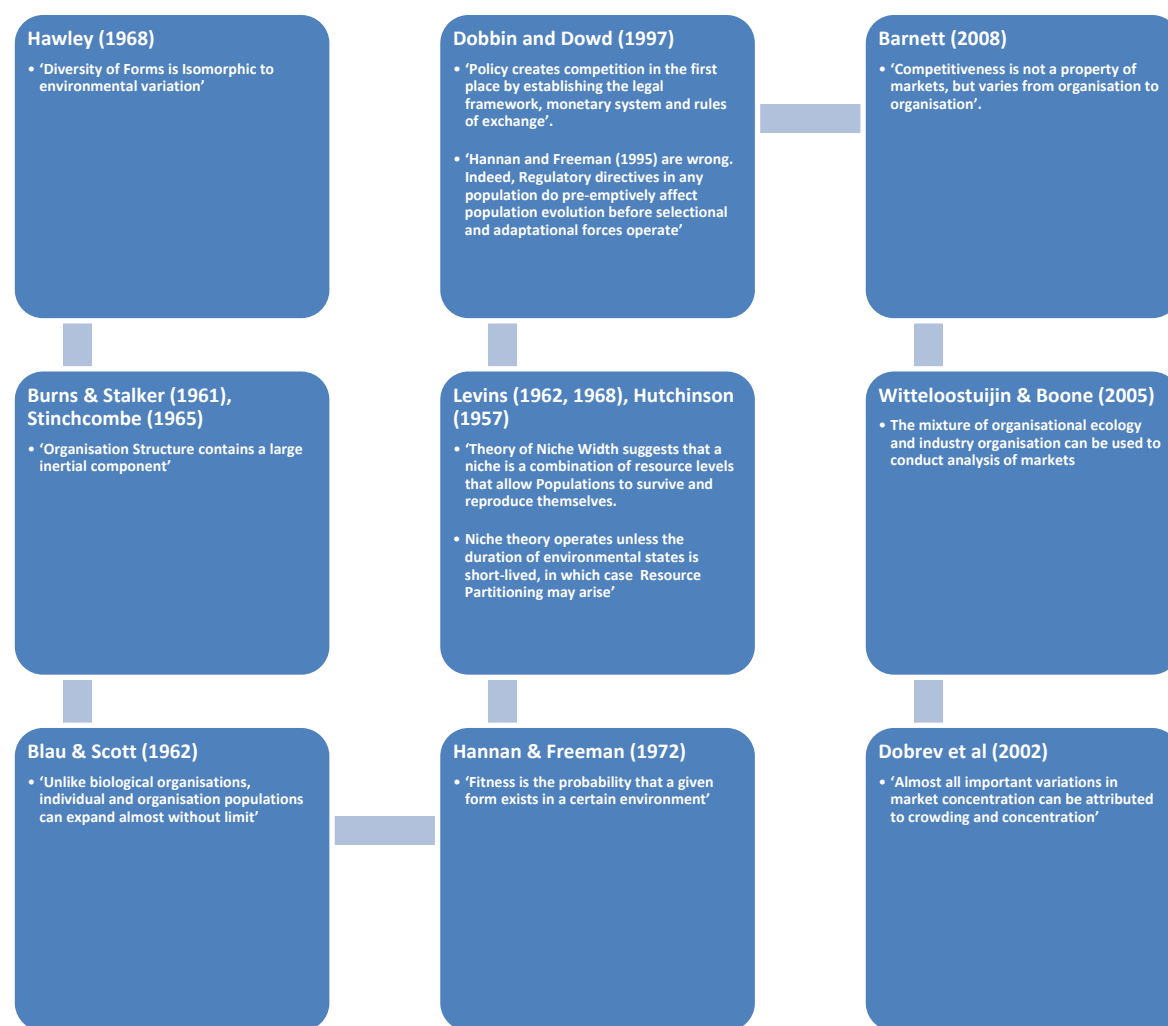 Hawley (1968)
• ‘Diversity of Forms is Isomorphic to
environmental variation’
Burns & Stalker (1961),
Stinchcombe (1965)
• ‘Organisation Structure contains a large
inertial component’
Blau & Scott (1962)
• ‘Unlike biological organisations,
individual and organisation populations
can expand almost without limit’
Hannan & Freeman (1972)
• ‘Fitness is the probability that a given
form exists in a certain environment’
Levins (1962, 1968), Hutchinson
(1957)
• ‘Theory of Niche Width suggests that a
niche is a combination of resource levels
that allow Populations to survive and
reproduce themselves.
• Niche theory operates unless the
duration of environmental states is
short-lived, in which case Resource
Partitioning may arise’
Dobbin and Dowd (1997)
• ‘Policy creates competition in the first
place by establishing the legal
framework, monetary system and rules
of exchange’.
• ‘Hannan and Freeman (1995) are wrong.
Indeed, Regulatory directives in any
population do pre-emptively affect
population evolution before selectional
and adaptational forces operate’
Barnett (2008)
• ‘Competitiveness is not a property of
markets, but varies from organisation to
organisation’.
Witteloostuijin & Boone (2005)
• The mixture of organisational ecology
and industry organisation can be used to
conduct analysis of markets
Dobrev et al (2002)
• ‘Almost all important variations in
market concentration can be attributed
to crowding and concentration’